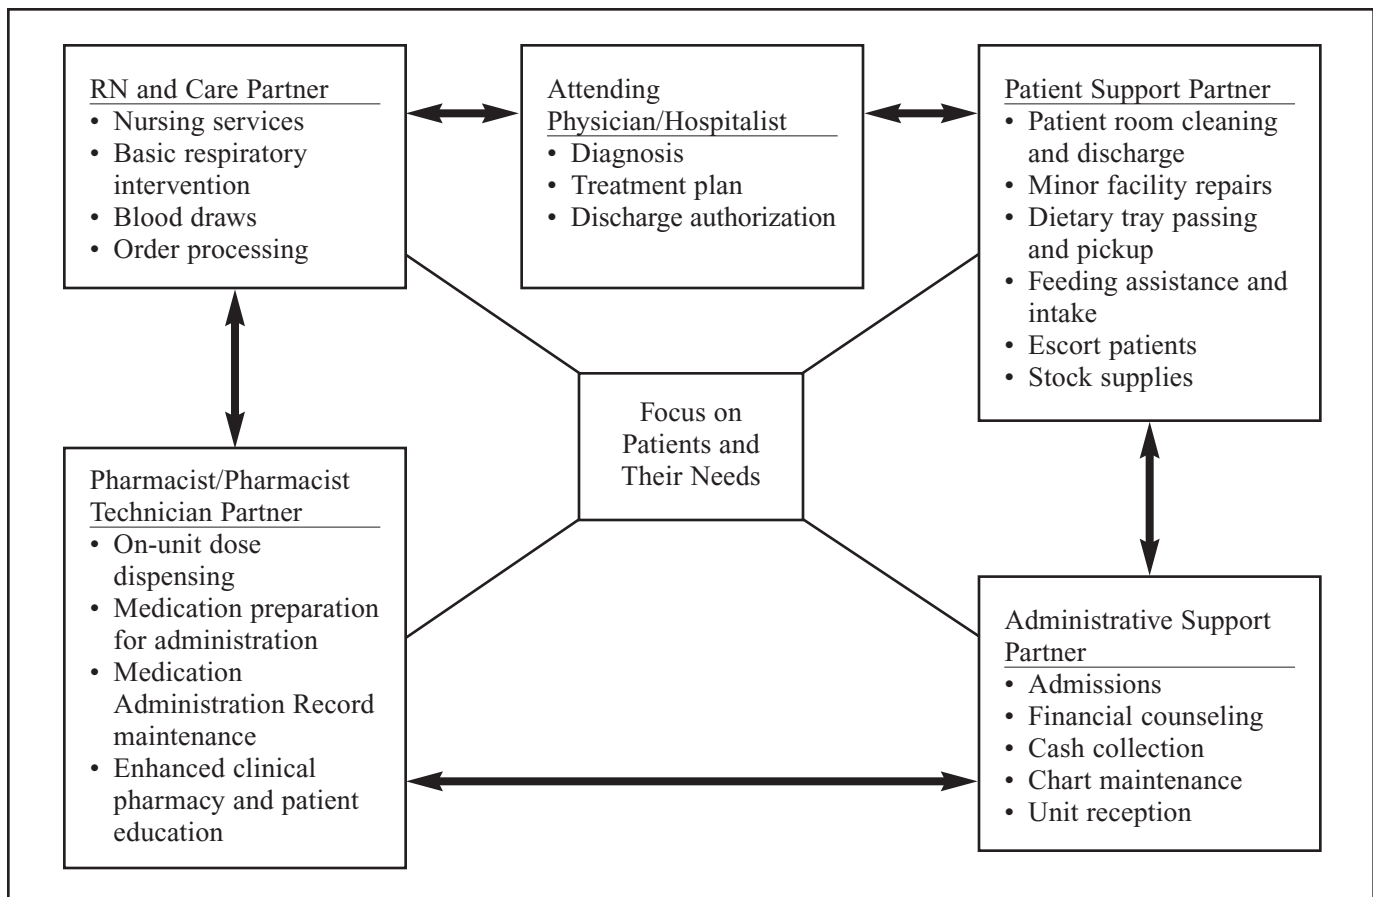 RN and Care Partner
• Nursing services
• Basic respiratory
intervention
• Blood draws
• Order processing
Attending
Physician/Hospitalist
• Diagnosis
• Treatment plan
• Discharge authorization
Patient Support Partner
• Patient room cleaning
and discharge
• Minor facility repairs
• Dietary tray passing
and pickup
• Feeding assistance and
intake
• Escort patients
• Stock supplies
Focus on
Patients and
Their Needs
Pharmacist/Pharmacist
Technician Partner
• On-unit dose
dispensing
• Medication preparation
for administration
• Medication
Administration Record
maintenance
• Enhanced clinical
pharmacy and patient
education
Administrative Support
Partner
• Admissions
• Financial counseling
• Cash collection
• Chart maintenance
• Unit reception